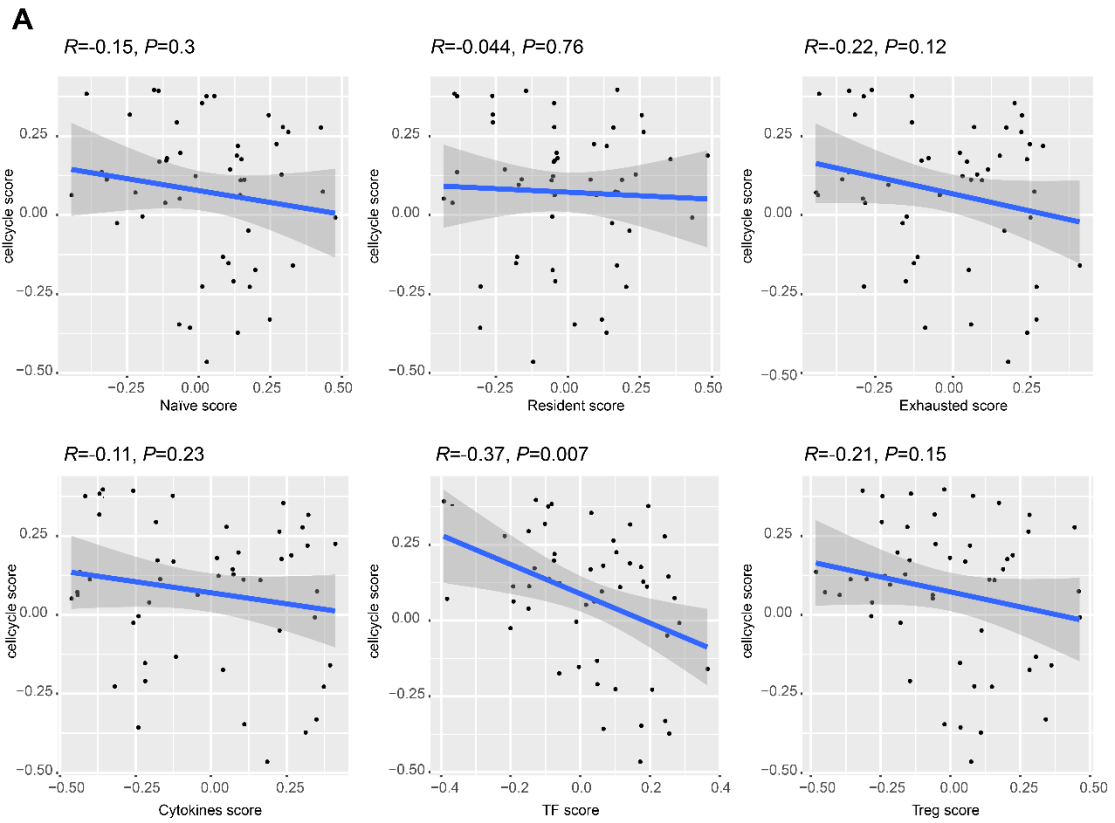 A
R=-0.15, P=0.3
R=-0.044, P=0.76
R=-0.22, P=0.12
cellcycle score
0.25
0.00
−0.25
−0.50
−0.25
0.00
0.25
0.50
Naïve score
cellcycle score
0.25
0.00
−0.25
−0.50
−0.25
0.00
0.25
0.50
Resident score
cellcycle score
0.25
0.00
−0.25
−0.50
−0.25
0.00
0.25
Exhausted score
R=-0.11, P=0.23
R=-0.37, P=0.007
R=-0.21, P=0.15
cellcycle score
0.25
0.00
−0.25
−0.50
−0.50
−0.25
0.00
0.25
Cytokines score
cellcycle score
0.25
0.00
−0.25
−0.50
−0.4
−0.2
0.0
0.2
0.4
TF score
cellcycle score
0.25
0.00
−0.25
−0.50
−0.50
−0.25
0.00
0.25
0.50
Treg score